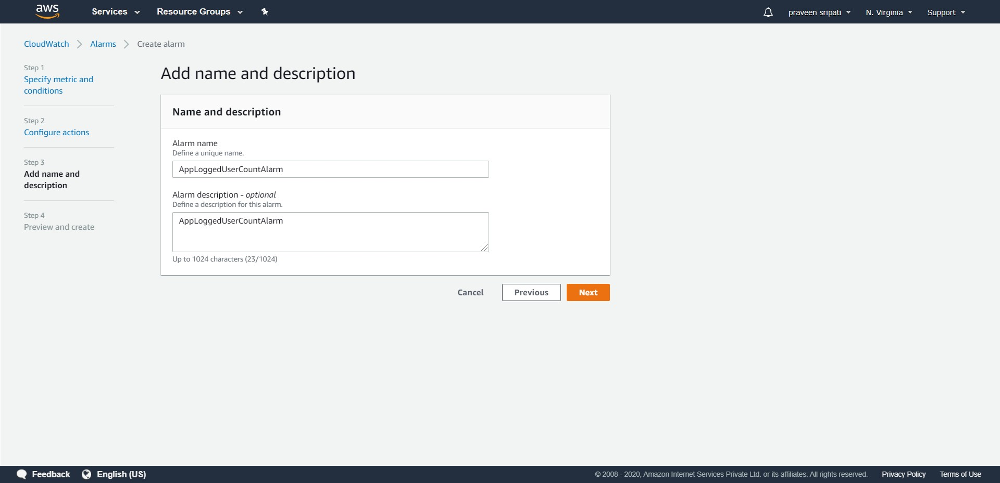 aws
Services
Resource Groups
praveen sripati
N. Virginia
Support
CloudWatch
Alarms
Create alarm
Step 1
Specify metric and
conditions
Step 2
Configure actions
Step 3
Add name and
description
Step 4
Preview and create
Add name and description
Name and description
Alarm name
Define a unique name.
AppLoggedUserCountAlarm
Alarm description - optional
Define a description for this alarm.
AppLoggedUserCountAlarm
Up to 1024 characters (23/1024)
Cancel
Previous
Next
Feedback
English (US)
© 2008 - 2020, Amazon Internet Services Private Ltd. or its affiliates. All rights reserved.
Privacy Policy
Terms of Use